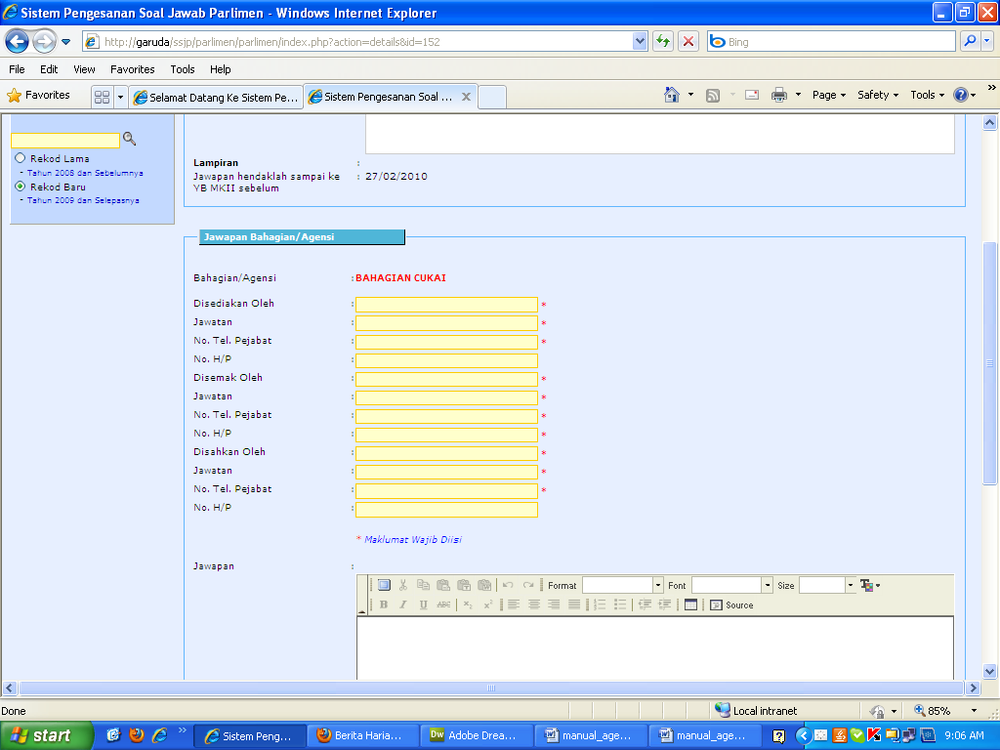 Sistem Pengesanan Soal Jawab Parlimen - Windows Internet Explorer
http://garuda/ssjp/parlimen/parlimen/index.php?action=details&id=152
Bing
File Edit View Favorites Tools Help
Favorites
Selamat Datang Ke Sistem Pe...
Sistem Pengesanan Soal ...
Page Safety Tools
Rekod Lama
- Tahun 2008 dan Sebelumnya
Rekod Baru
- Tahun 2009 dan Selepasnya
Lampiran :
Jawapan hendaklah sampai ke YB MKII sebelum : 27/02/2010
Jawapan Bahagian/Agensi
Bahagian/Agensi :BAHAGIAN CUKAI
Disediakan Oleh : *
Jawatan : *
No. Tel. Pejabat : *
No. H/P :
Disemak Oleh : *
Jawatan : *
No. Tel. Pejabat : *
No. H/P : *
Disahkan Oleh : *
Jawatan : *
No. Tel. Pejabat : *
No. H/P :
* Maklumat Wajib Diisi
Jawapan :
Format Font Size
B I U ABC x₂ x² Source
Done Local intranet 85%
start Sistem Peng... Berita Haria... Adobe Drea... manual_age... manual_age... 9:06 AM